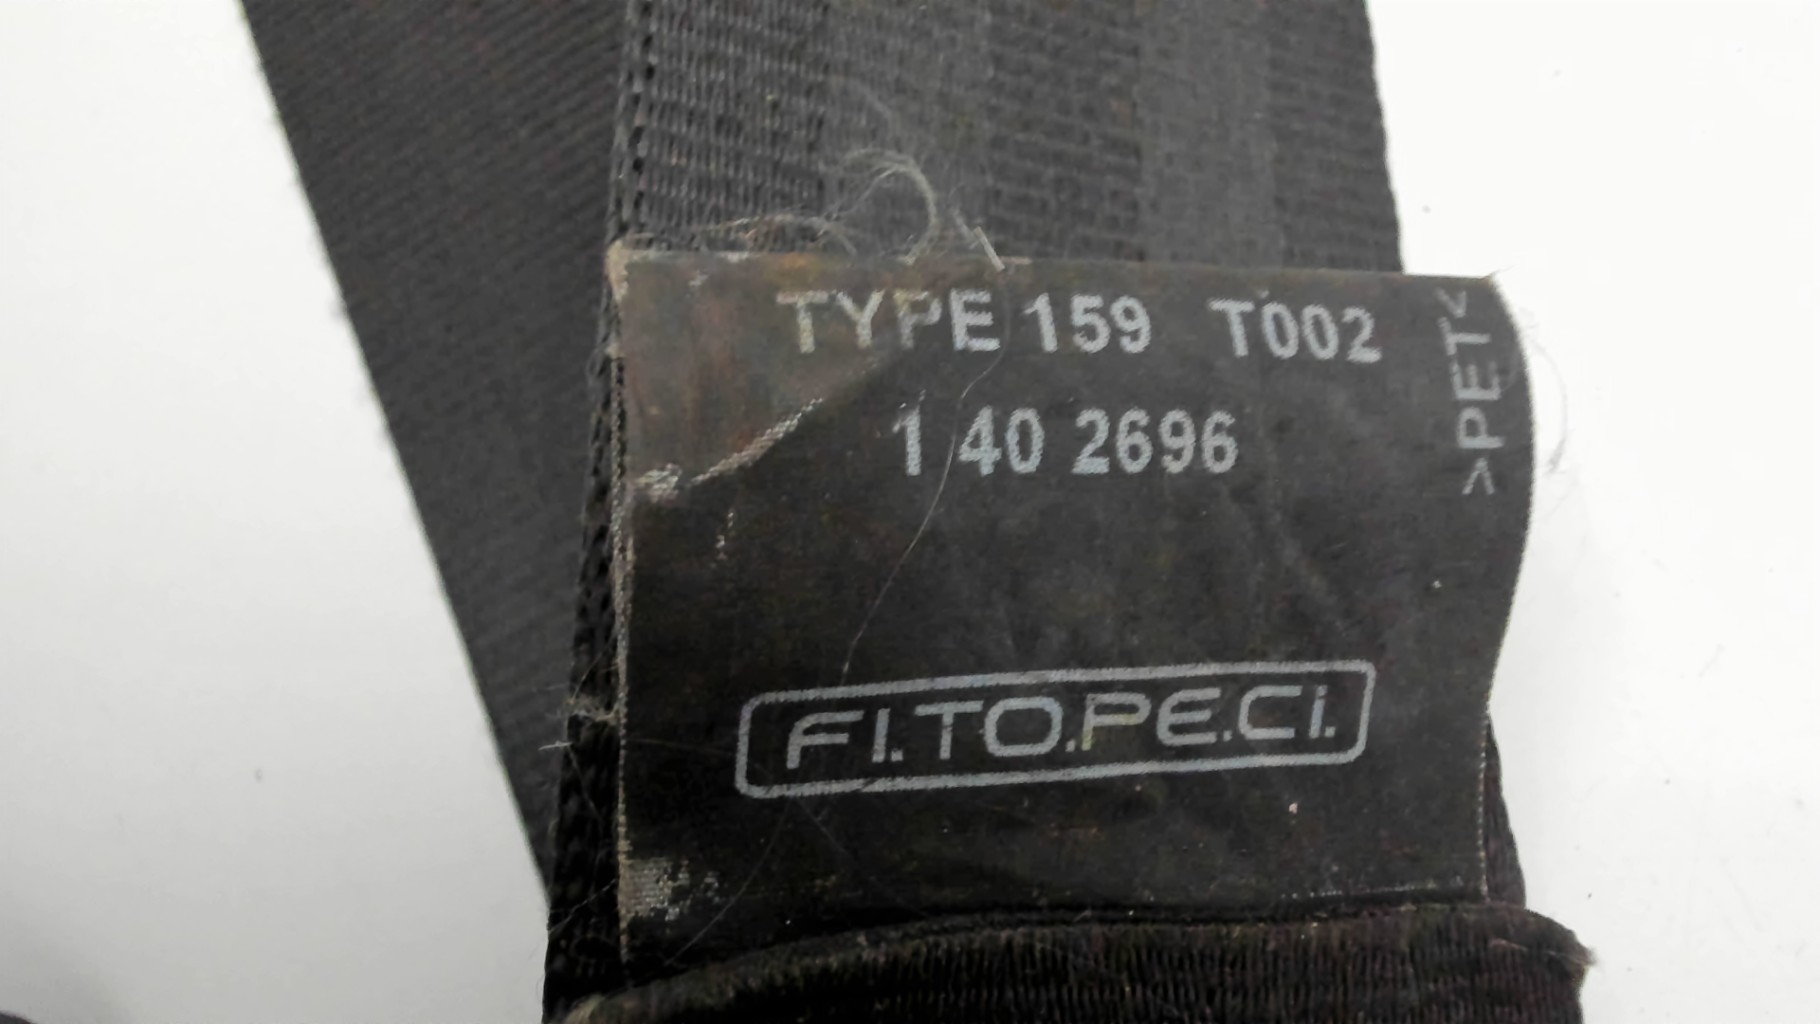 TYPE 159 T002
1 40 2696
>PET<
FI.TO.PE.CI.